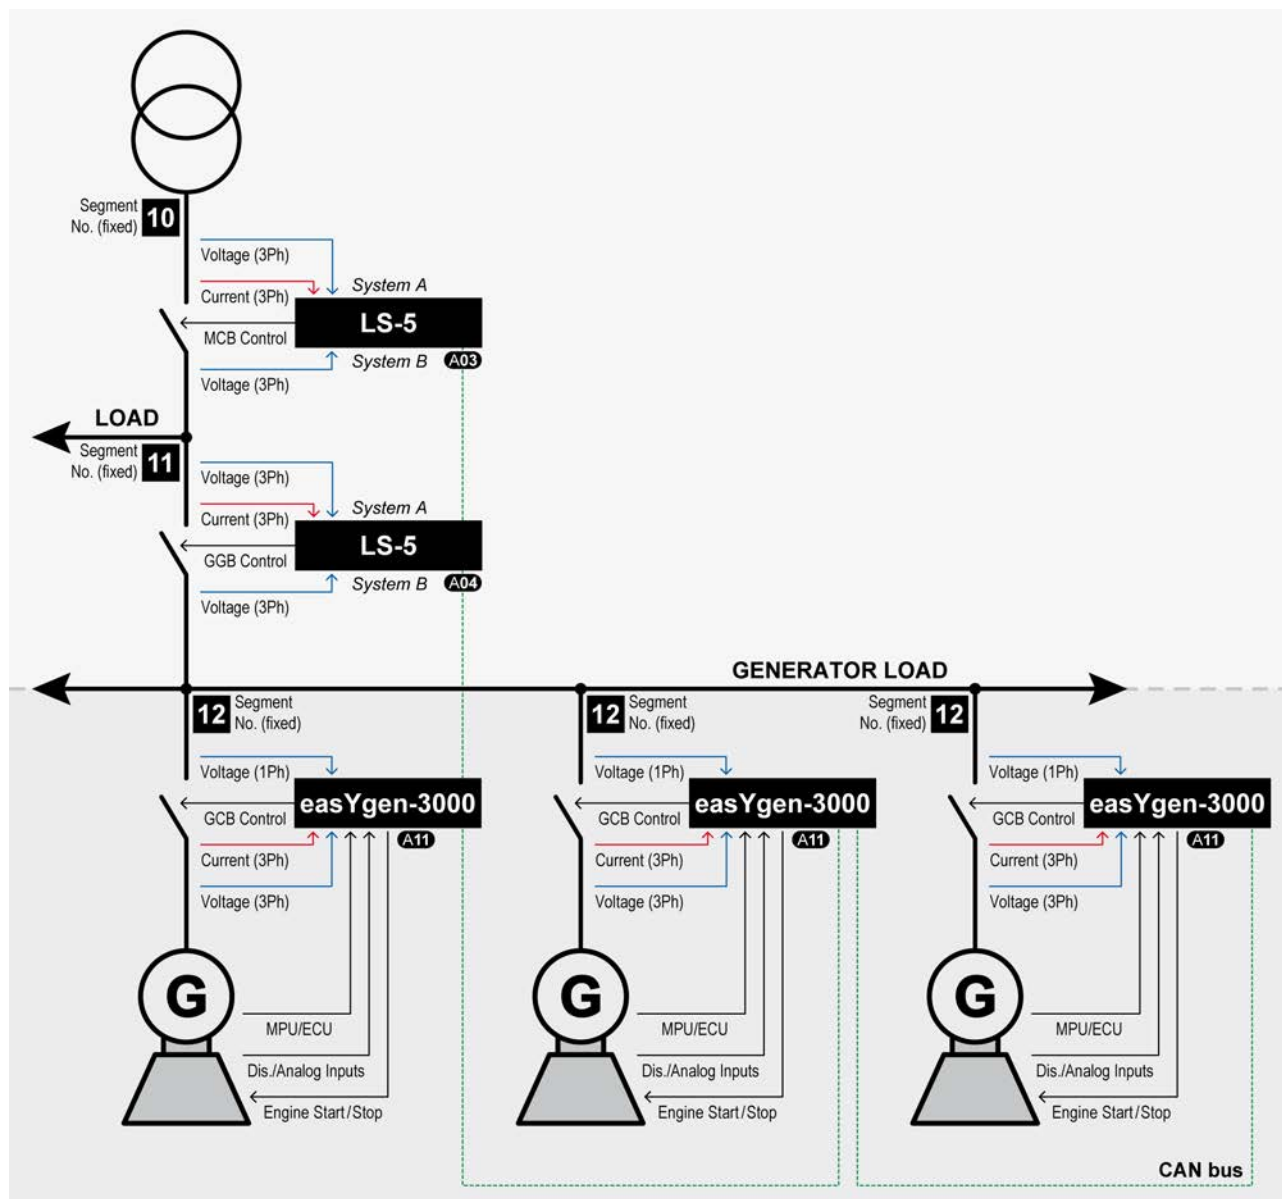 Segment
No. (fixed) 10
Voltage (3Ph)
Current (3Ph)
System A
LS-5
MCB Control
System B
A03
Voltage (3Ph)
LOAD
Segment
No. (fixed) 11
Voltage (3Ph)
Current (3Ph)
System A
LS-5
GGB Control
System B
A04
Voltage (3Ph)
GENERATOR LOAD
12 Segment
No. (fixed)
12 Segment
No. (fixed)
Segment
No. (fixed) 12
Voltage (1Ph)
easYgen-3000
GCB Control
A11
Current (3Ph)
Voltage (3Ph)
G
MPU/ECU
Dis./Analog Inputs
Engine Start/Stop
Voltage (1Ph)
easYgen-3000
GCB Control
A11
Current (3Ph)
Voltage (3Ph)
G
MPU/ECU
Dis./Analog Inputs
Engine Start/Stop
Voltage (1Ph)
easYgen-3000
GCB Control
A11
Current (3Ph)
Voltage (3Ph)
G
MPU/ECU
Dis./Analog Inputs
Engine Start/Stop
CAN bus